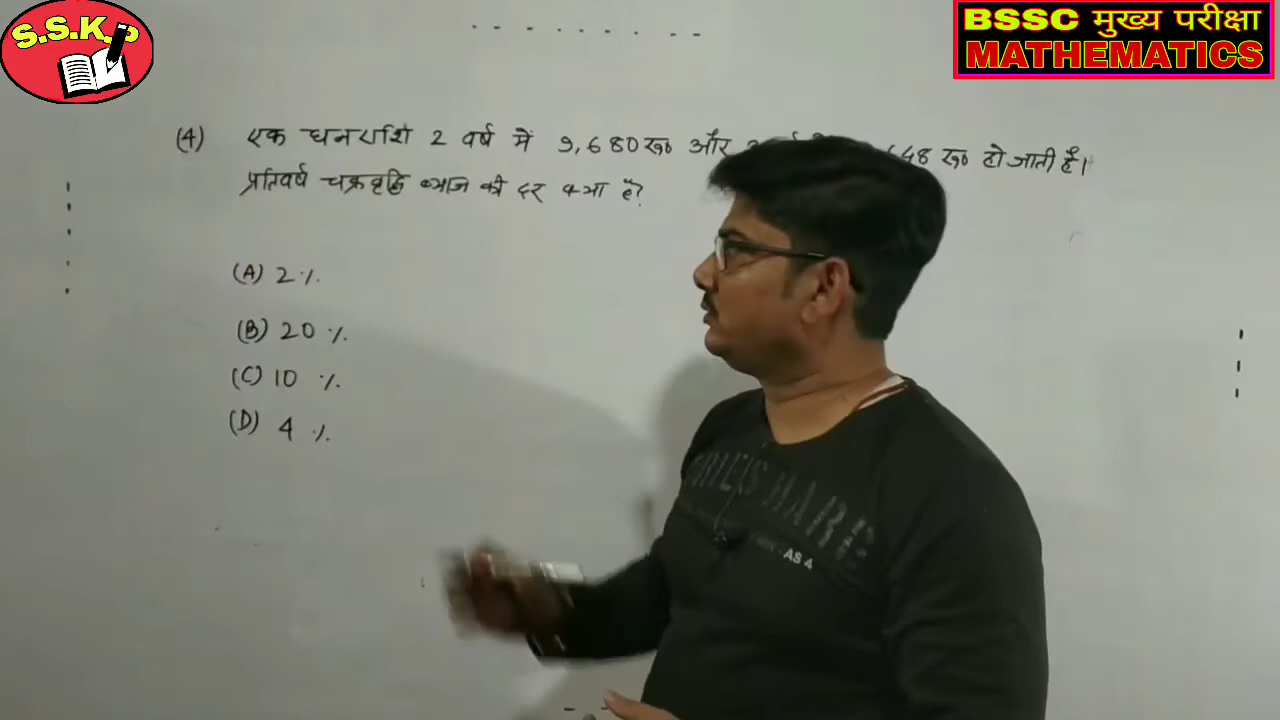 S.S.K.P
BSSC मुख्य परीक्षा
MATHEMATICS
(4) एक धनराशि 2 वर्ष में 9,680 रू० और 648 रू० हो जाती है।
प्रतिवर्ष चक्रवृद्धि ब्याज की दर क्या है?
(A) 2 %
(B) 20 %
(C) 10 %
(D) 4 %
AS 4